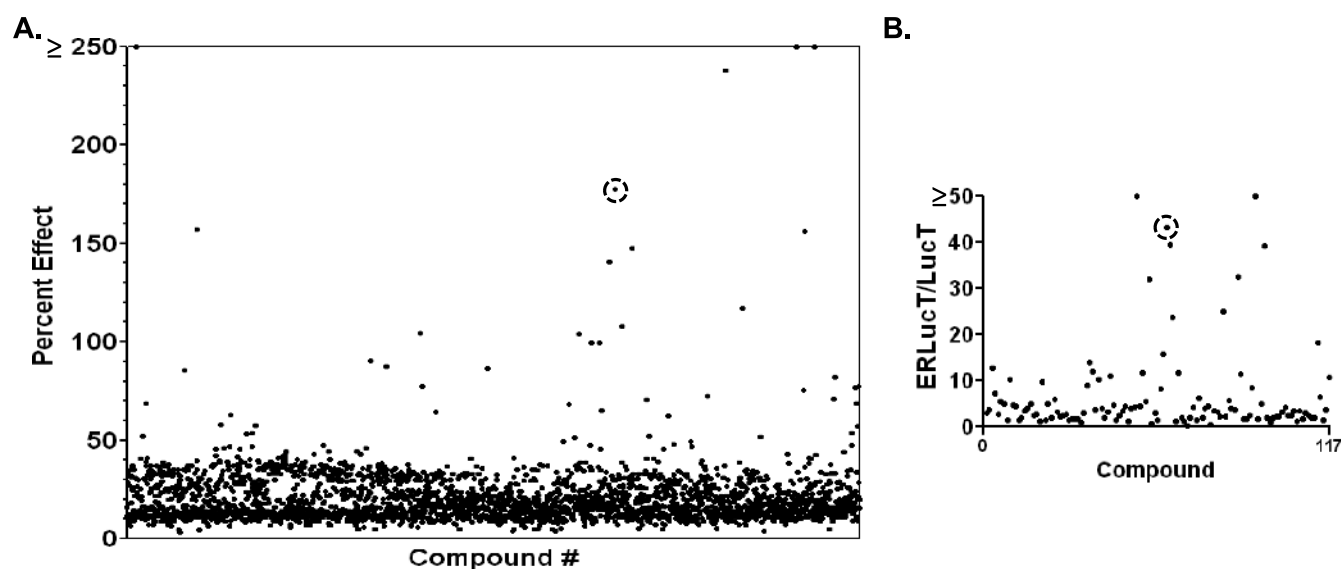 A.
≥ 250
200
150
100
50
0
Percent Effect
Compound #
B.
≥50
40
30
20
10
0
ERLucT/LucT
0 117
Compound